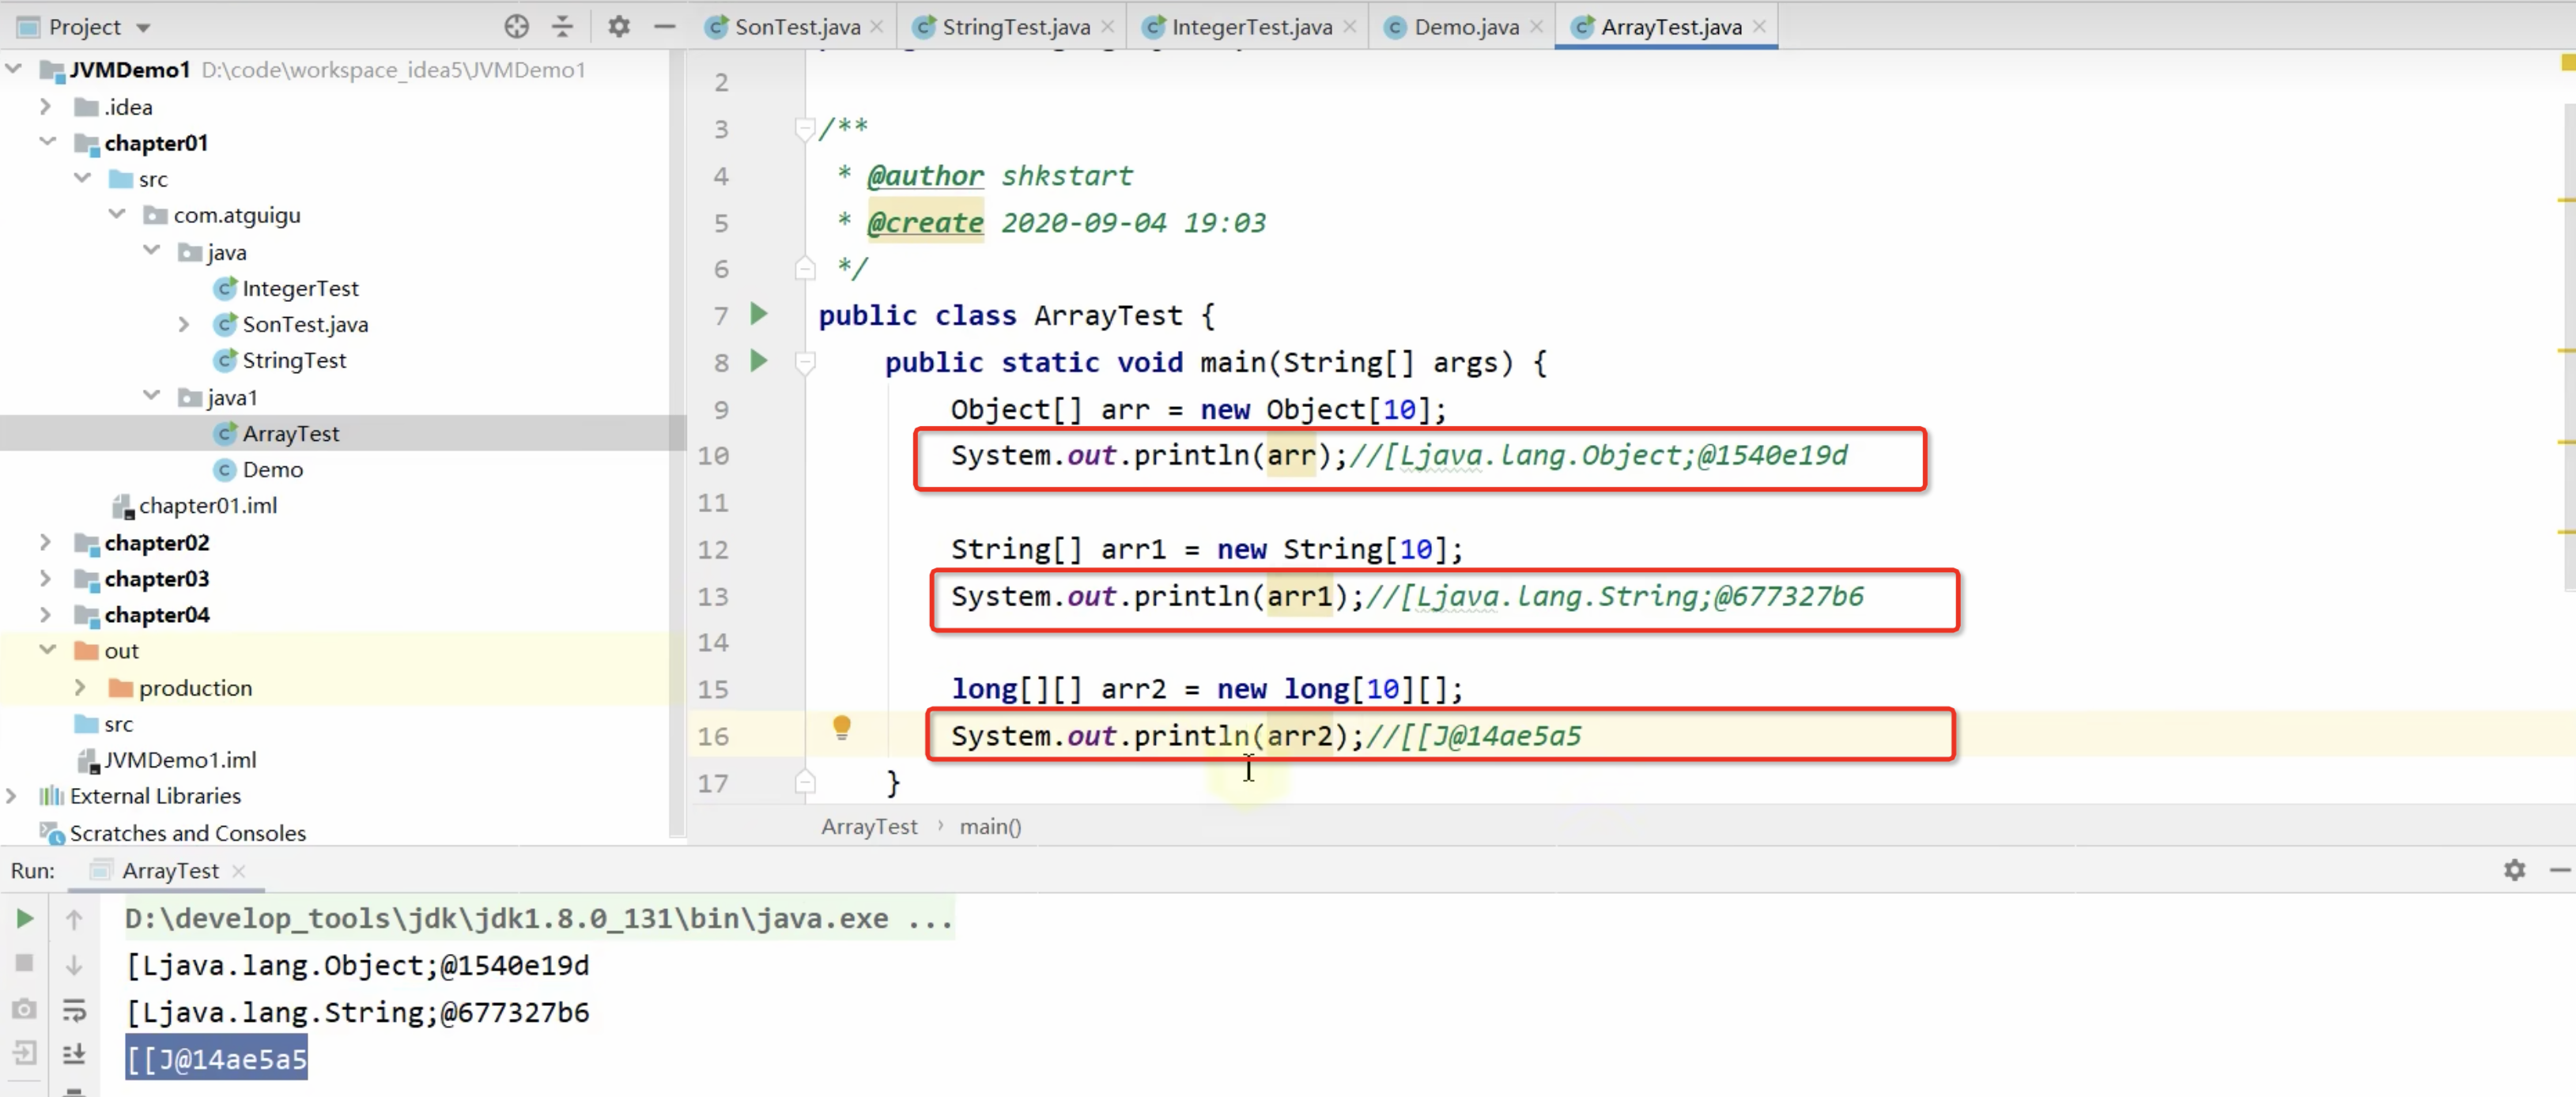 Project
SonTest.java
StringTest.java
IntegerTest.java
Demo.java
ArrayTest.java
JVMDemo1 D:\code\workspace_idea5\JVMDemo1
.idea
chapter01
src
com.atguigu
java
IntegerTest
SonTest.java
StringTest
java1
ArrayTest
Demo
chapter01.iml
chapter02
chapter03
chapter04
out
production
src
JVMDemo1.iml
External Libraries
Scratches and Consoles
2
3 /**
4 * @author shkstart
5 * @create 2020-09-04 19:03
6 */
7 public class ArrayTest {
8 public static void main(String[] args) {
9 Object[] arr = new Object[10];
10 System.out.println(arr);//[Ljava.lang.Object;@1540e19d
11
12 String[] arr1 = new String[10];
13 System.out.println(arr1);//[Ljava.lang.String;@677327b6
14
15 long[][] arr2 = new long[10][];
16 System.out.println(arr2);//[[J@14ae5a5
17 }
ArrayTest › main()
Run: ArrayTest
D:\develop_tools\jdk\jdk1.8.0_131\bin\java.exe ...
[Ljava.lang.Object;@1540e19d
[Ljava.lang.String;@677327b6
[[J@14ae5a5